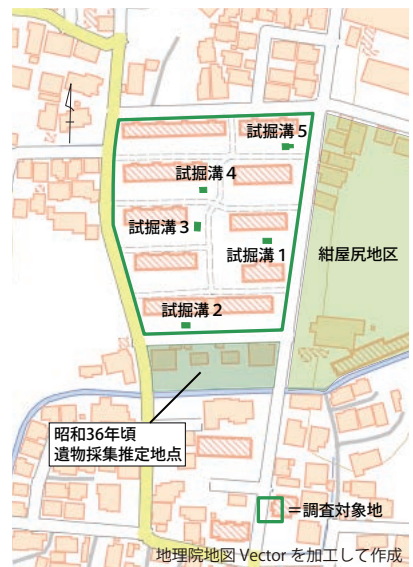 試掘溝 5
試掘溝 4
試掘溝 3
試掘溝 1
紺屋尻地区
試掘溝 2
昭和36年頃
遺物採集推定地点
＝調査対象地
地理院地図 Vector を加工して作成